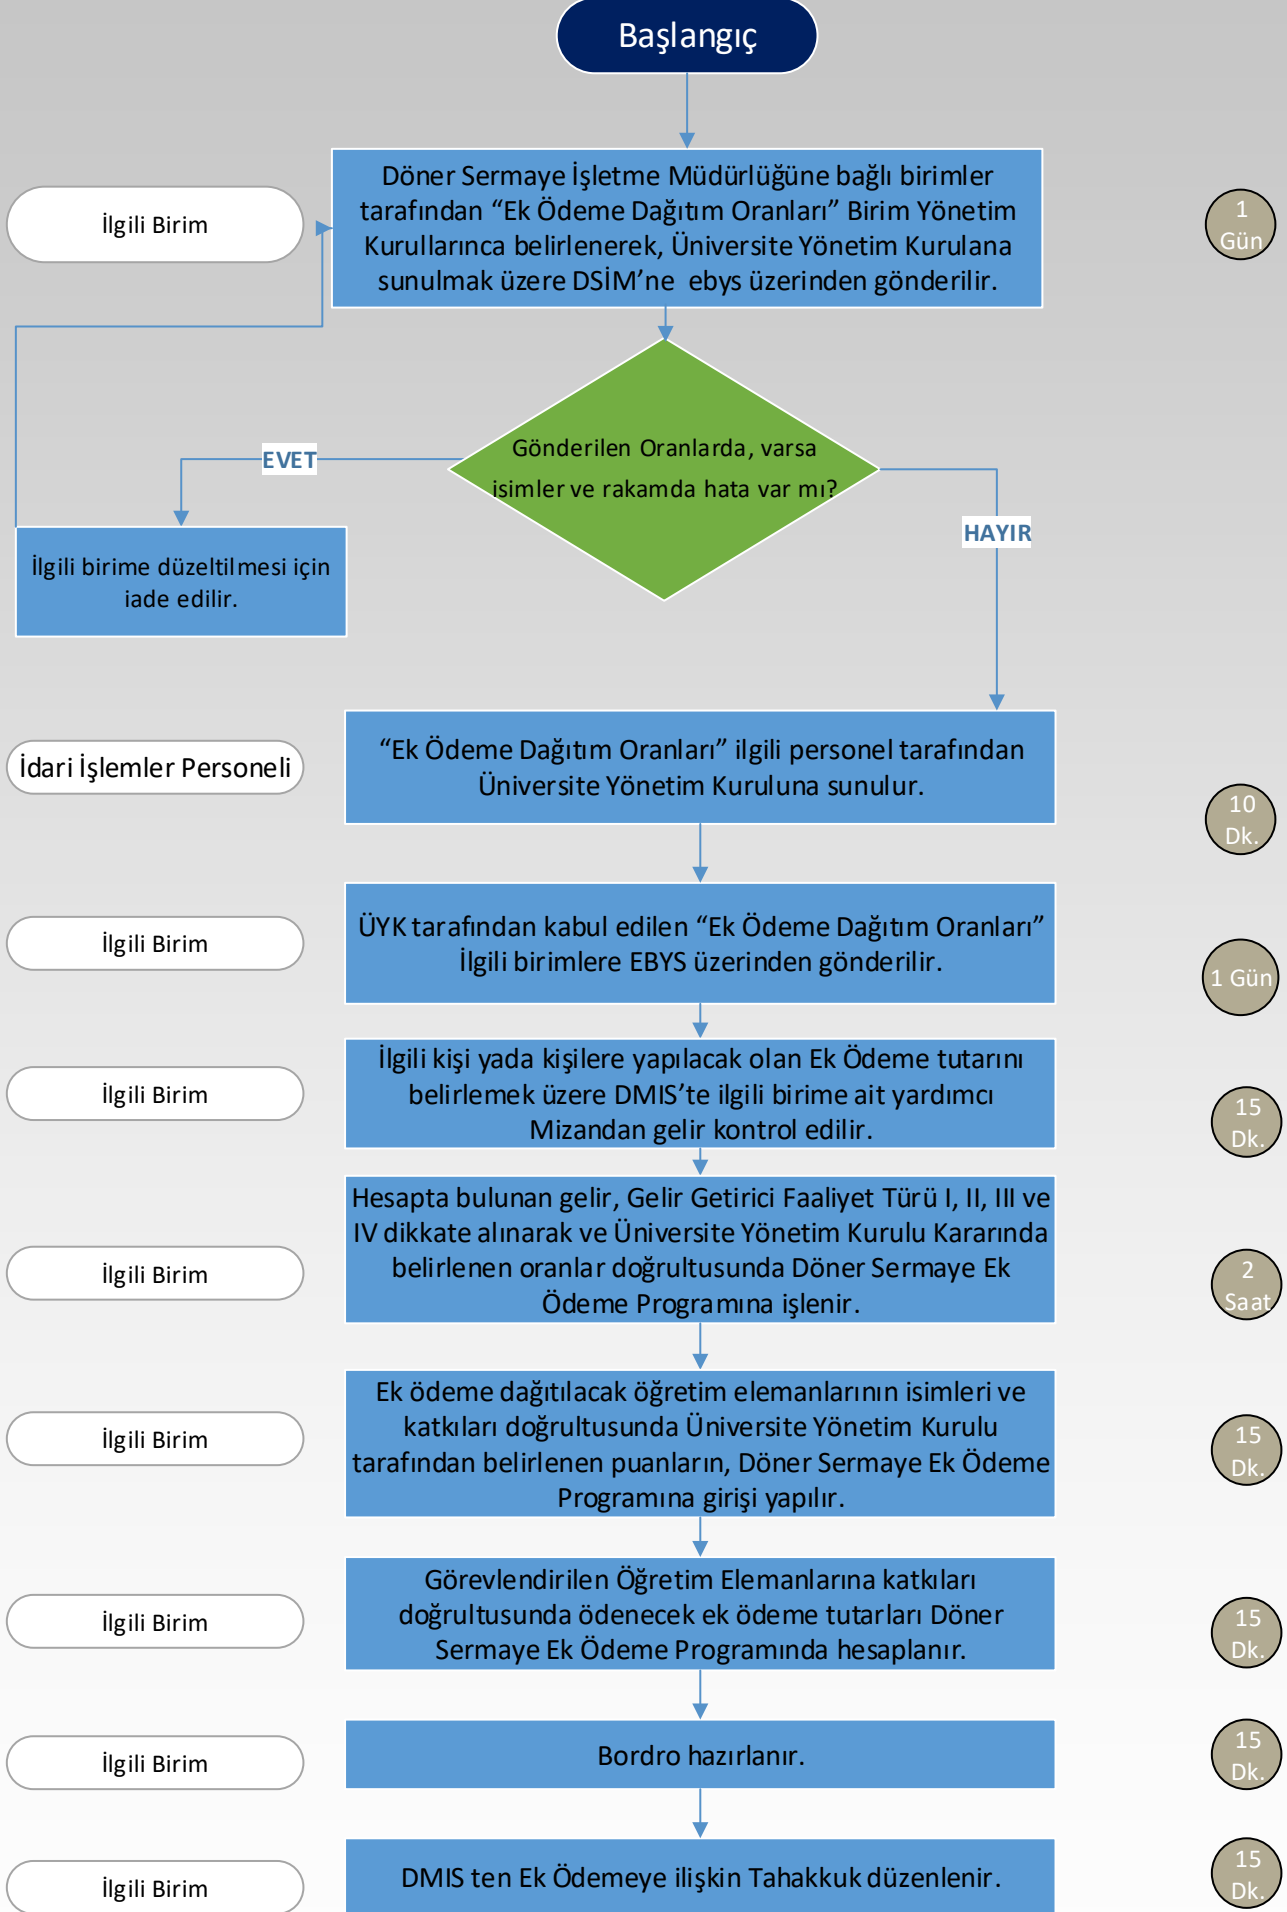 Başlangıç
İlgili Birim
Döner Sermaye İşletme Müdürlüğüne bağlı birimler
tarafından “Ek Ödeme Dağıtım Oranları” Birim Yönetim
Kurullarınca belirlenerek, Üniversite Yönetim Kurulana
sunulmak üzere DSİM’ne ebys üzerinden gönderilir.
1
Gün
Gönderilen Oranlarda, varsa
isimler ve rakamda hata var mı?
EVET
HAYIR
İlgili birime düzeltilmesi için
iade edilir.
İdari İşlemler Personeli
“Ek Ödeme Dağıtım Oranları” ilgili personel tarafından
Üniversite Yönetim Kuruluna sunulur.
10
Dk.
İlgili Birim
ÜYK tarafından kabul edilen “Ek Ödeme Dağıtım Oranları”
İlgili birimlere EBYS üzerinden gönderilir.
1 Gün
İlgili Birim
İlgili kişi yada kişilere yapılacak olan Ek Ödeme tutarını
belirlemek üzere DMIS’te ilgili birime ait yardımcı
Mizandan gelir kontrol edilir.
15
Dk.
İlgili Birim
Hesapta bulunan gelir, Gelir Getirici Faaliyet Türü I, II, III ve
IV dikkate alınarak ve Üniversite Yönetim Kurulu Kararında
belirlenen oranlar doğrultusunda Döner Sermaye Ek
Ödeme Programına işlenir.
2
Saat
İlgili Birim
Ek ödeme dağıtılacak öğretim elemanlarının isimleri ve
katkıları doğrultusunda Üniversite Yönetim Kurulu
tarafından belirlenen puanların, Döner Sermaye Ek Ödeme
Programına girişi yapılır.
15
Dk.
İlgili Birim
Görevlendirilen Öğretim Elemanlarına katkıları
doğrultusunda ödenecek ek ödeme tutarları Döner
Sermaye Ek Ödeme Programında hesaplanır.
15
Dk.
İlgili Birim
Bordro hazırlanır.
15
Dk.
İlgili Birim
DMIS ten Ek Ödemeye ilişkin Tahakkuk düzenlenir.
15
Dk.